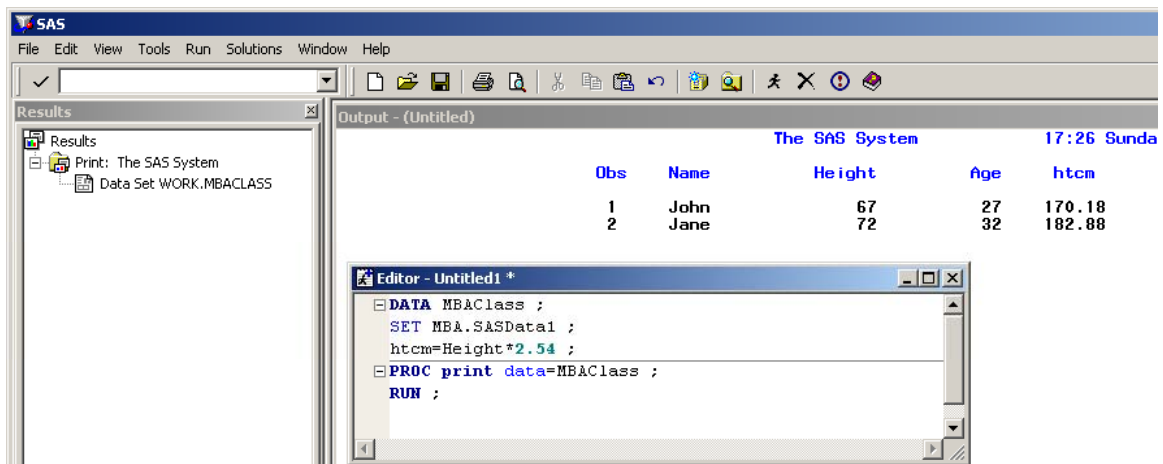 SAS
File Edit View Tools Run Solutions Window Help
Results
Results
Print: The SAS System
Data Set WORK.MBACLASS
Output - (Untitled)
The SAS System 17:26 Sunda
Obs Name Height Age htcm
1 John 67 27 170.18
2 Jane 72 32 182.88
Editor - Untitled1 *
DATA MBAClass ;
SET MBA.SASData1 ;
htcm=Height*2.54 ;
PROC print data=MBAClass ;
RUN ;